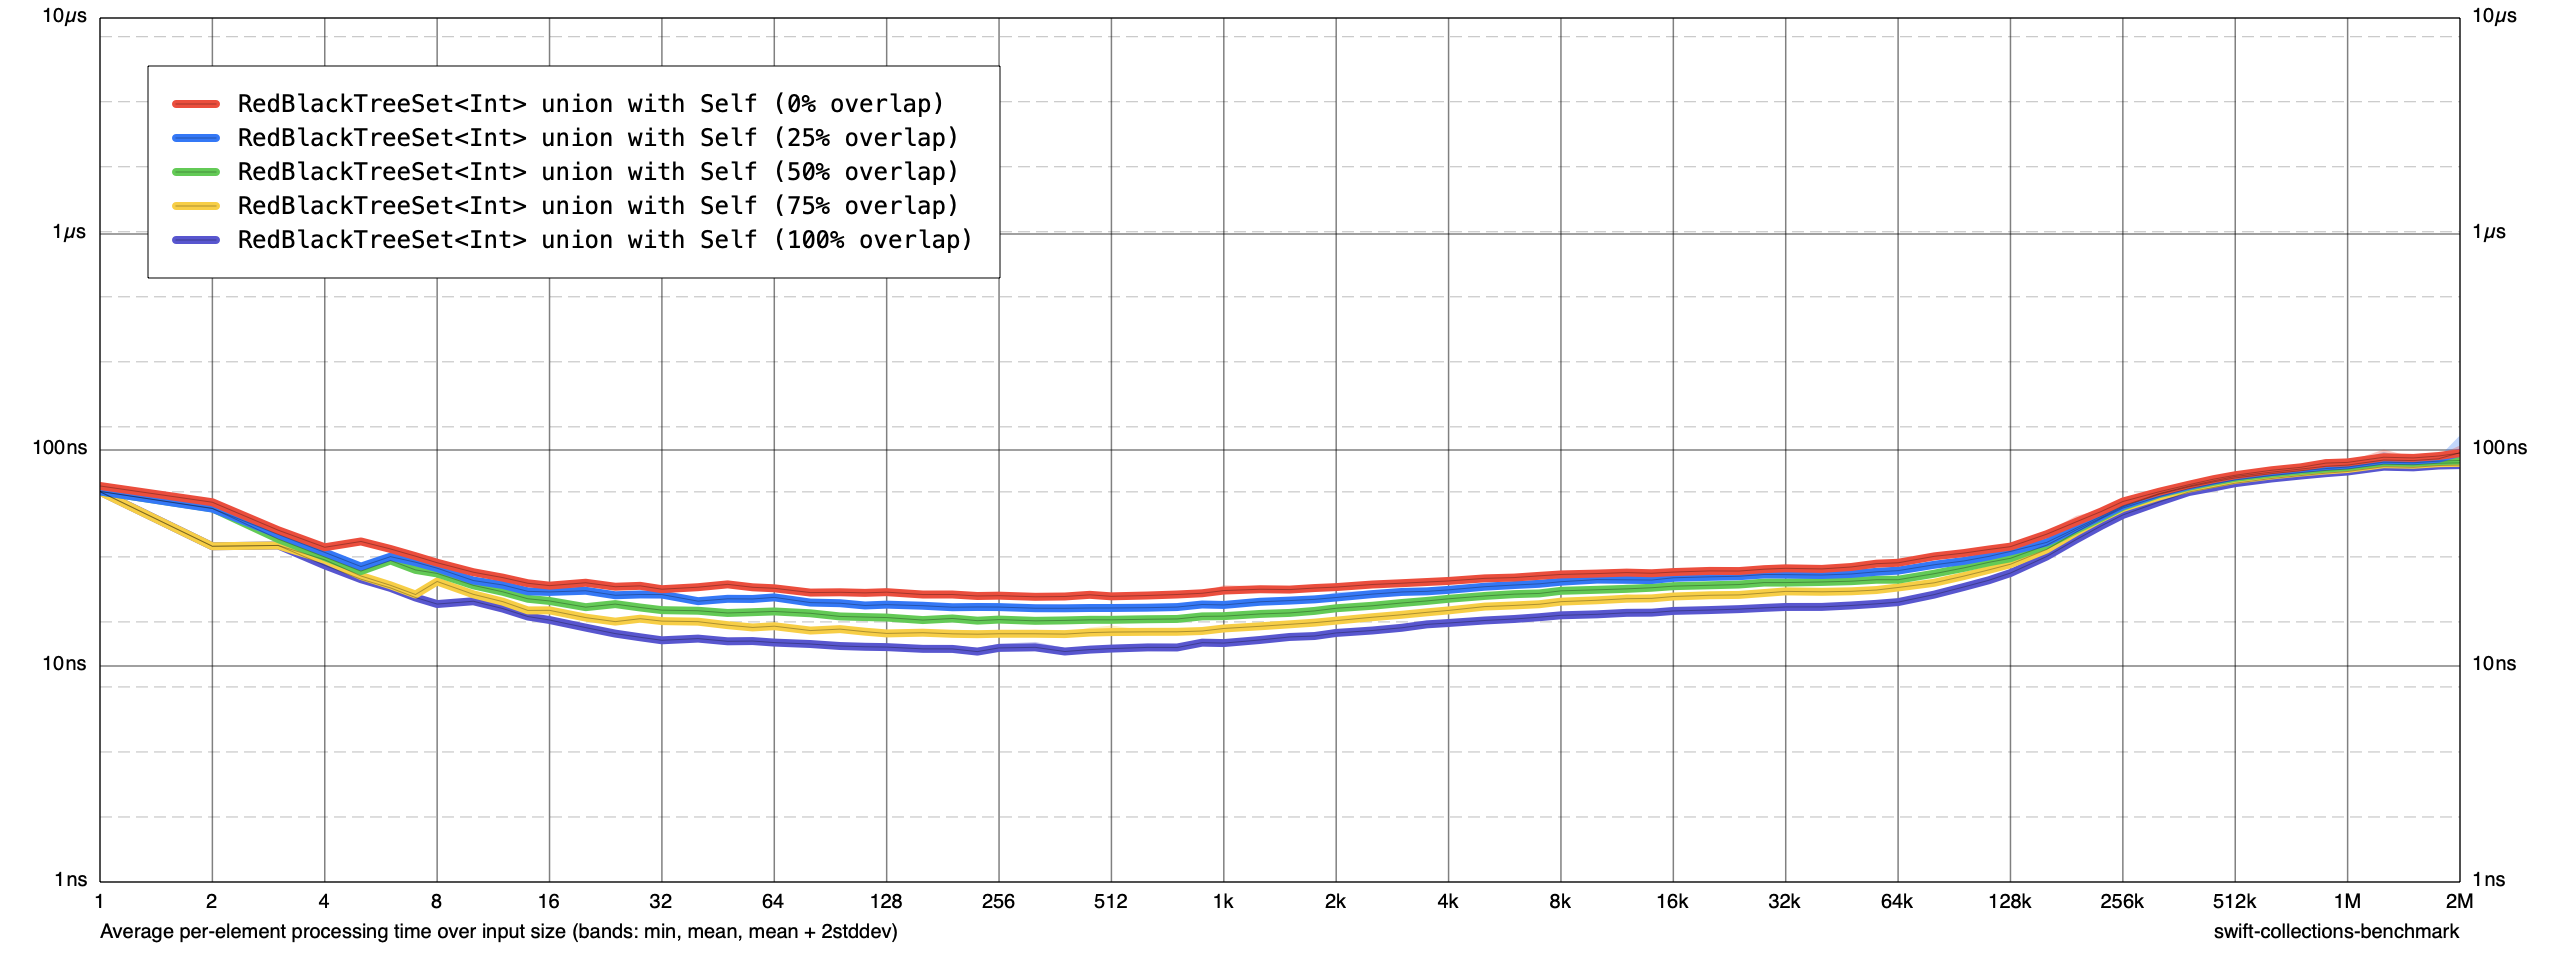 10µs
10µs
RedBlackTreeSet<Int> union with Self (0% overlap)
RedBlackTreeSet<Int> union with Self (25% overlap)
RedBlackTreeSet<Int> union with Self (50% overlap)
RedBlackTreeSet<Int> union with Self (75% overlap)
RedBlackTreeSet<Int> union with Self (100% overlap)
1µs
1µs
100ns
100ns
10ns
10ns
1ns
1ns
1 2 4 8 16 32 64 128 256 512 1k 2k 4k 8k 16k 32k 64k 128k 256k 512k 1M 2M
Average per-element processing time over input size (bands: min, mean, mean + 2stddev)
swift-collections-benchmark